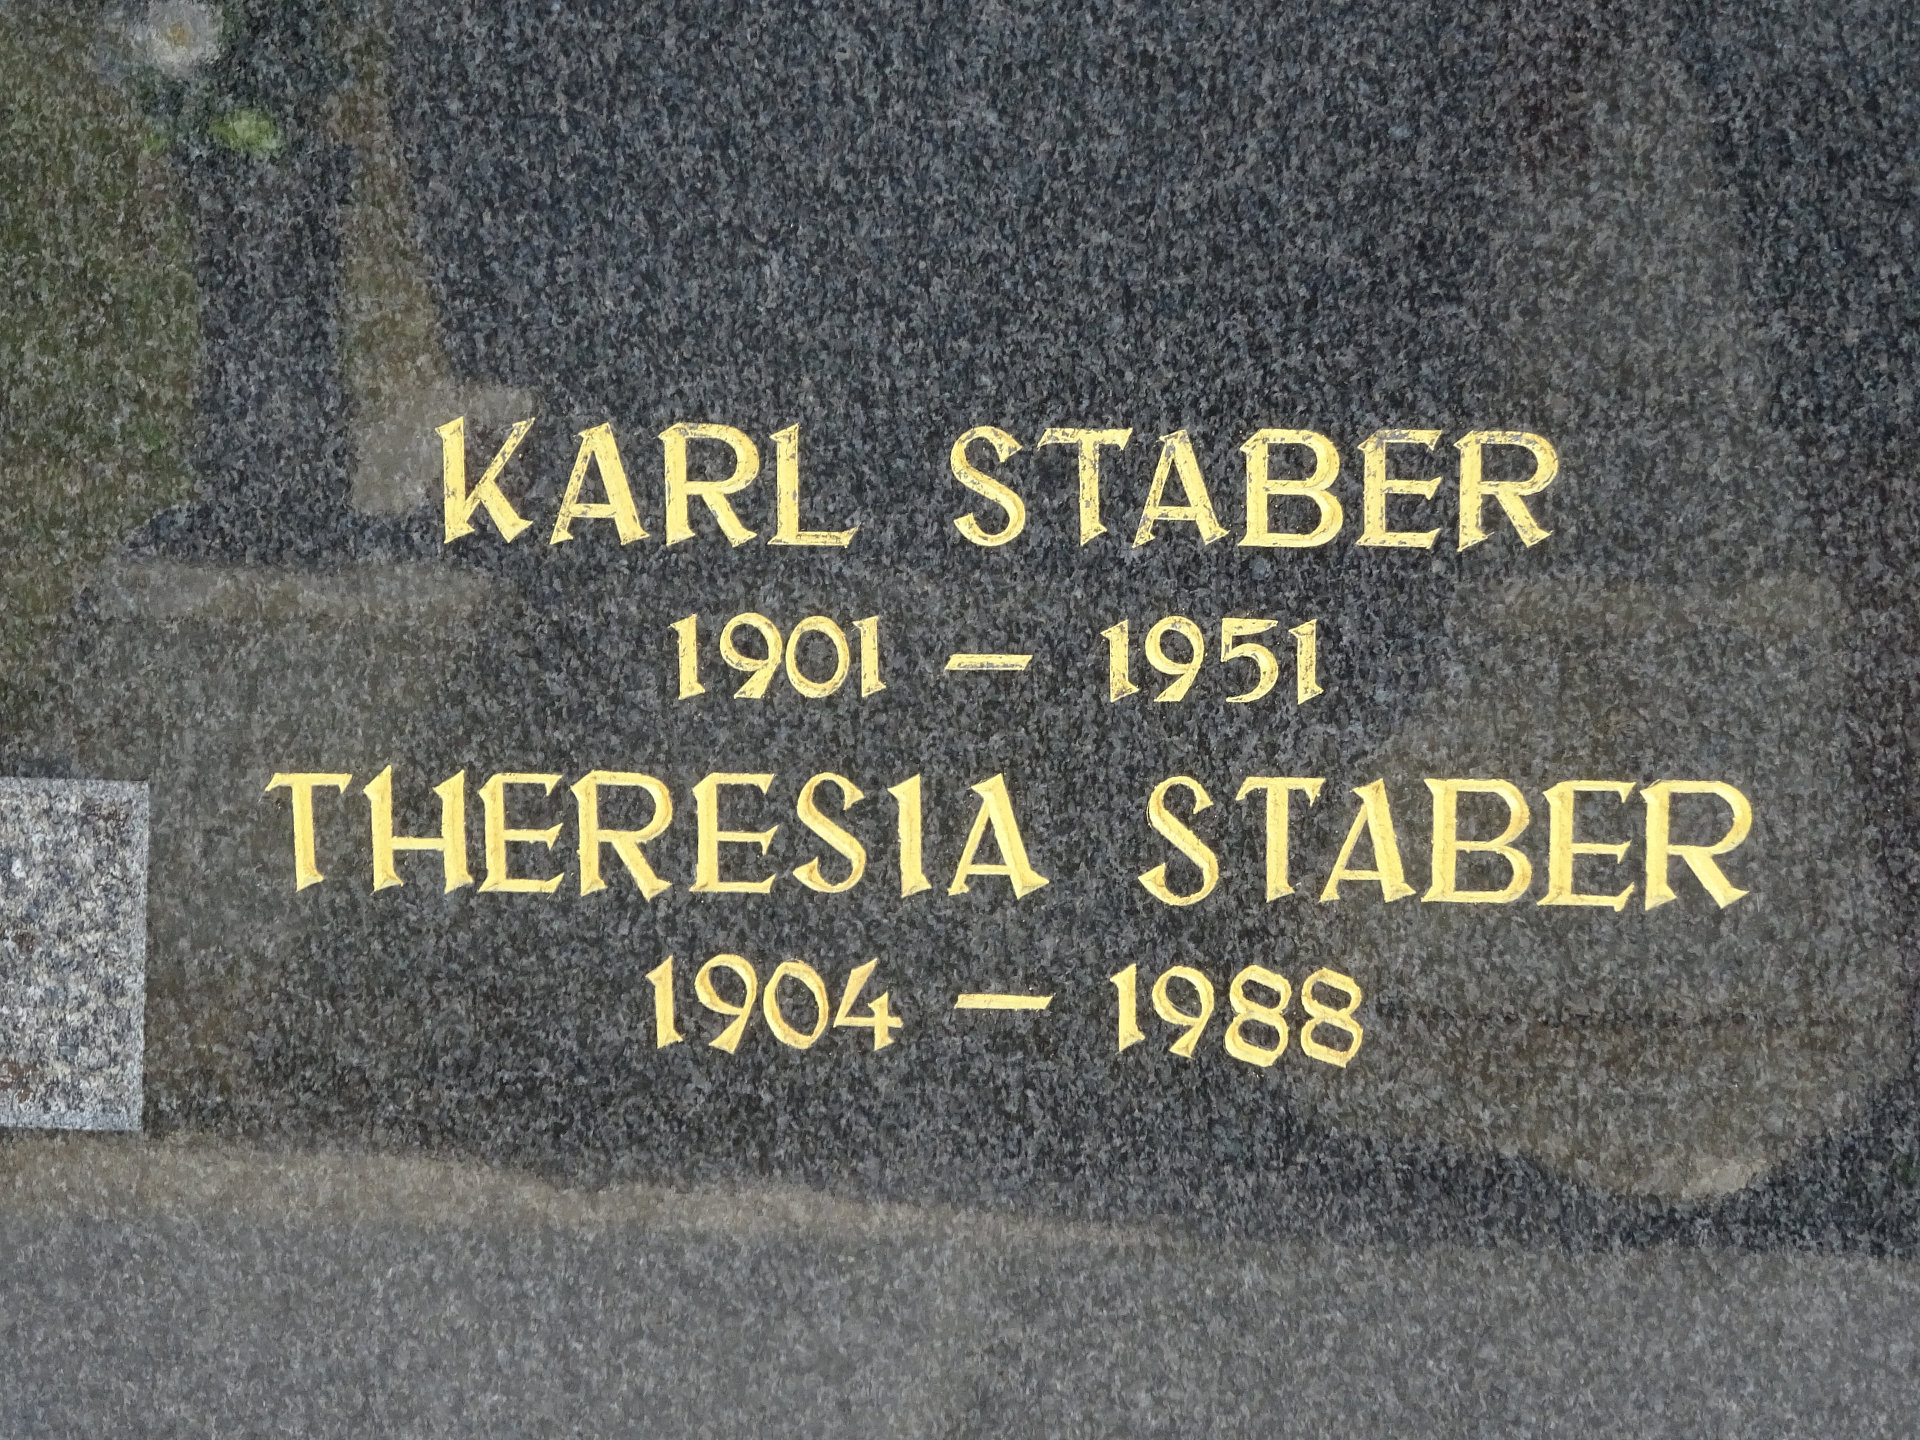 KARL STABER
1901 – 1951
THERESIA STABER
1904 – 1988